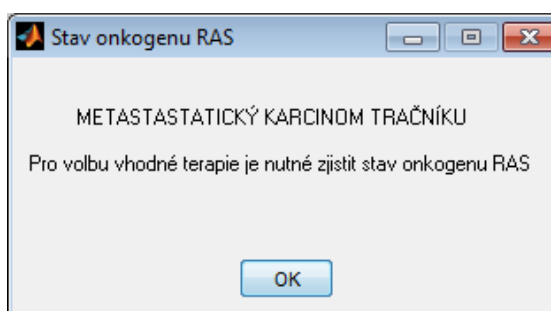 Stav onkogenu RAS
METASTASTATICKÝ KARCINOM TRAČNÍKU
Pro volbu vhodné terapie je nutné zjistit stav onkogenu RAS
OK